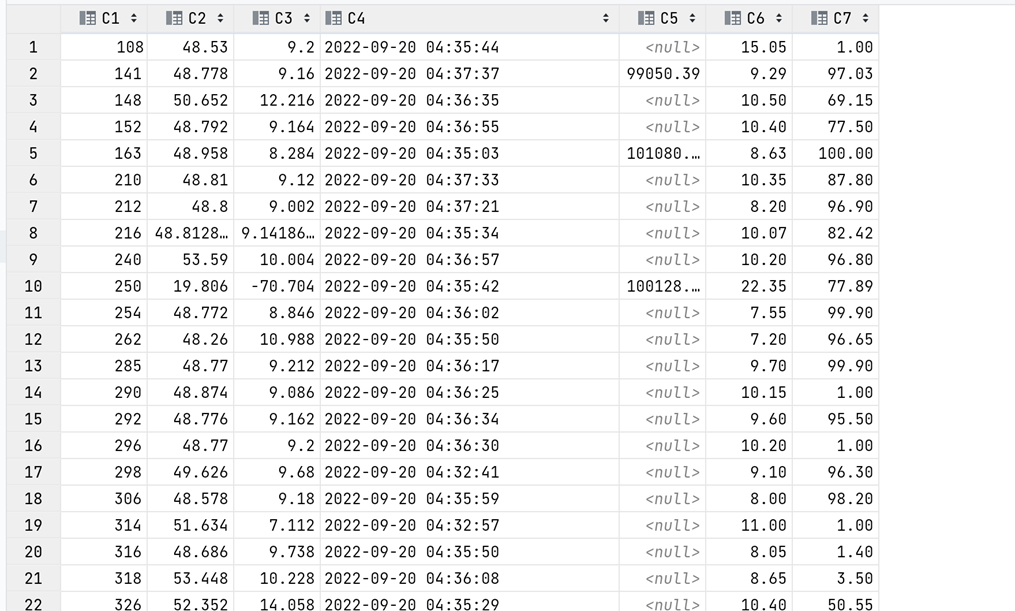 C1 C2 C3 C4 C5 C6 C7
1 108 48.53 9.2 2022-09-20 04:35:44 <null> 15.05 1.00
2 141 48.778 9.16 2022-09-20 04:37:37 99050.39 9.29 97.03
3 148 50.652 12.216 2022-09-20 04:36:35 <null> 10.50 69.15
4 152 48.792 9.164 2022-09-20 04:36:55 <null> 10.40 77.50
5 163 48.958 8.284 2022-09-20 04:35:03 101080.… 8.63 100.00
6 210 48.81 9.12 2022-09-20 04:37:33 <null> 10.35 87.80
7 212 48.8 9.002 2022-09-20 04:37:21 <null> 8.20 96.90
8 216 48.8128… 9.14186… 2022-09-20 04:35:34 <null> 10.07 82.42
9 240 53.59 10.004 2022-09-20 04:36:57 <null> 10.20 96.80
10 250 19.806 -70.704 2022-09-20 04:35:42 100128.… 22.35 77.89
11 254 48.772 8.846 2022-09-20 04:36:02 <null> 7.55 99.90
12 262 48.26 10.988 2022-09-20 04:35:50 <null> 7.20 96.65
13 285 48.77 9.212 2022-09-20 04:36:17 <null> 9.70 99.90
14 290 48.874 9.086 2022-09-20 04:36:25 <null> 10.15 1.00
15 292 48.776 9.162 2022-09-20 04:36:34 <null> 9.60 95.50
16 296 48.77 9.2 2022-09-20 04:36:30 <null> 10.20 1.00
17 298 49.626 9.68 2022-09-20 04:32:41 <null> 9.10 96.30
18 306 48.578 9.18 2022-09-20 04:35:59 <null> 8.00 98.20
19 314 51.634 7.112 2022-09-20 04:32:57 <null> 11.00 1.00
20 316 48.686 9.738 2022-09-20 04:35:50 <null> 8.05 1.40
21 318 53.448 10.228 2022-09-20 04:36:08 <null> 8.65 3.50
22 326 52.352 14.058 2022-09-20 04:35:29 <null> 10.40 50.55